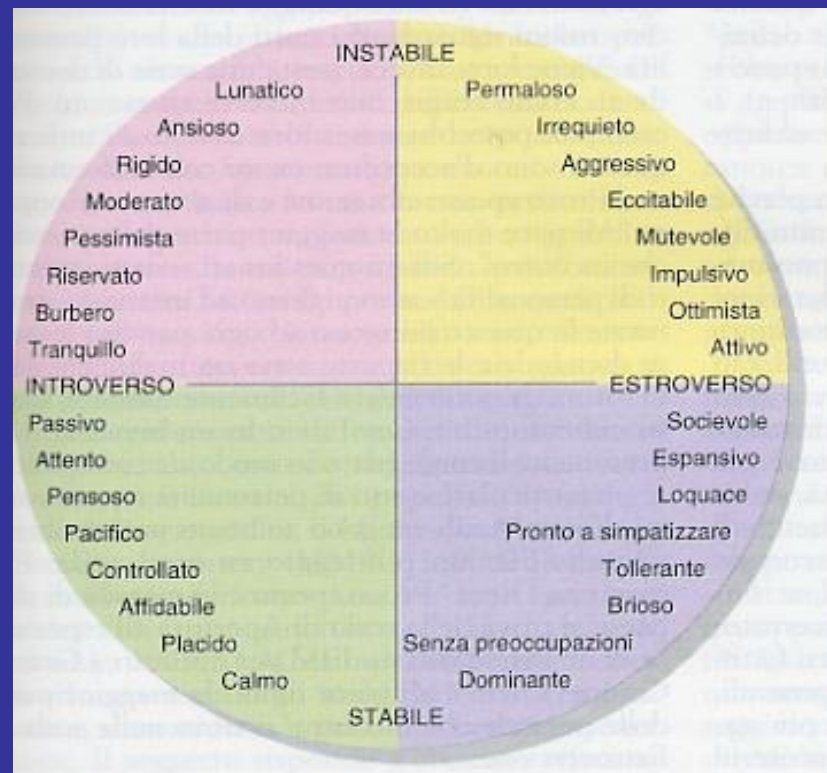 INSTABILE
Lunatico Permaloso
Ansioso Irrequieto
Rigido Aggressivo
Moderato Eccitabile
Pessimista Mutevole
Riservato Impulsivo
Burbero Ottimista
Tranquillo Attivo
INTROVERSO ESTROVERSO
Passivo Socievole
Attento Espansivo
Pensoso Loquace
Pacifico Pronto a simpatizzare
Controllato Tollerante
Affidabile Brioso
Placido Senza preoccupazioni
Calmo Dominante
STABILE